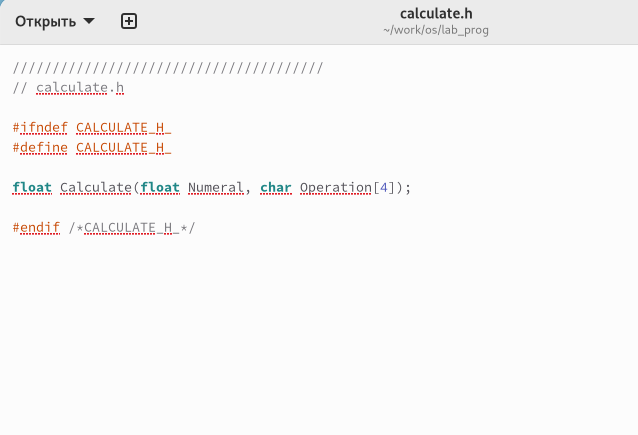 Открыть
calculate.h
~/work/os/lab_prog
///////////////////////////////////////
// calculate.h
#ifndef CALCULATE_H_
#define CALCULATE_H_
float Calculate(float Numeral, char Operation[4]);
#endif /*CALCULATE_H_*/